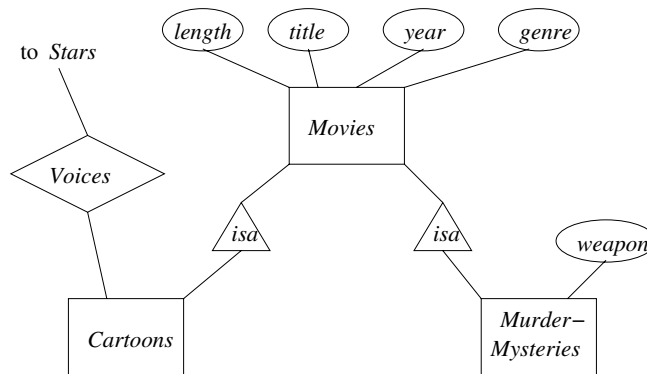 length title year genre
to Stars
Movies
Voices
isa isa
weapon
Cartoons
Murder−
Mysteries